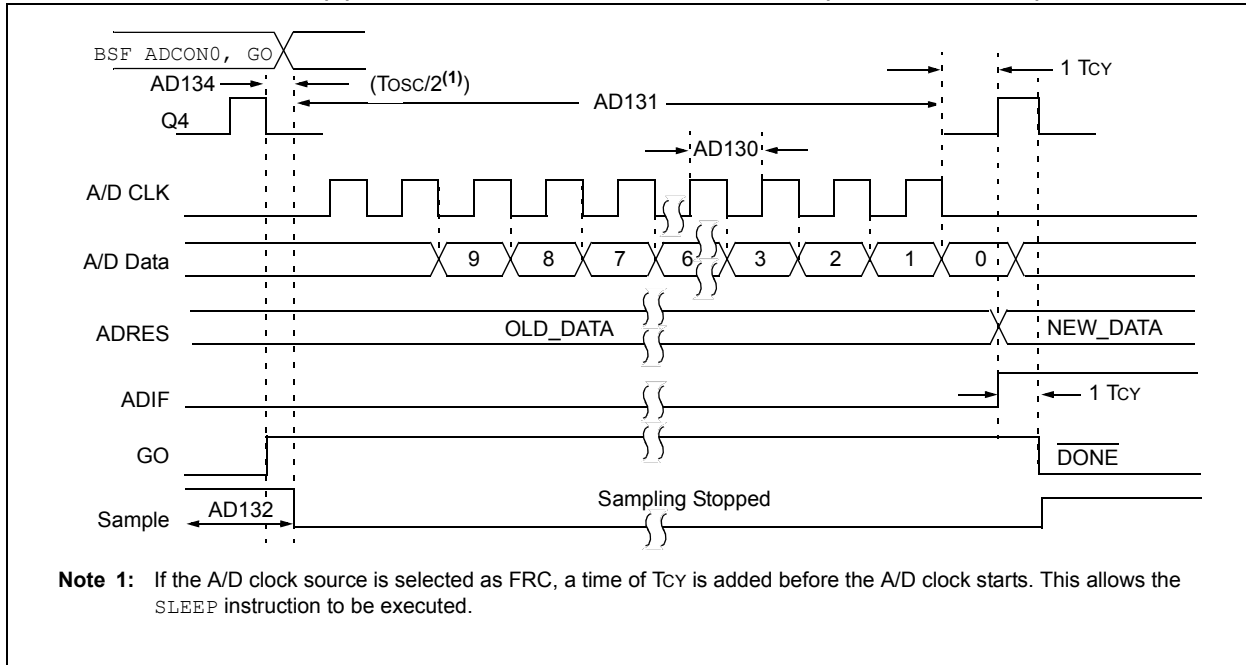 BSF ADCON0, GO
AD134
(TOSC/2(1))
1 TCY
AD131
Q4
AD130
A/D CLK
A/D Data
9 8 7 6 3 2 1 0
ADRES
OLD_DATA
NEW_DATA
ADIF
1 TCY
GO
DONE
Sampling Stopped
AD132
Sample
Note 1: If the A/D clock source is selected as FRC, a time of TCY is added before the A/D clock starts. This allows the
SLEEP instruction to be executed.